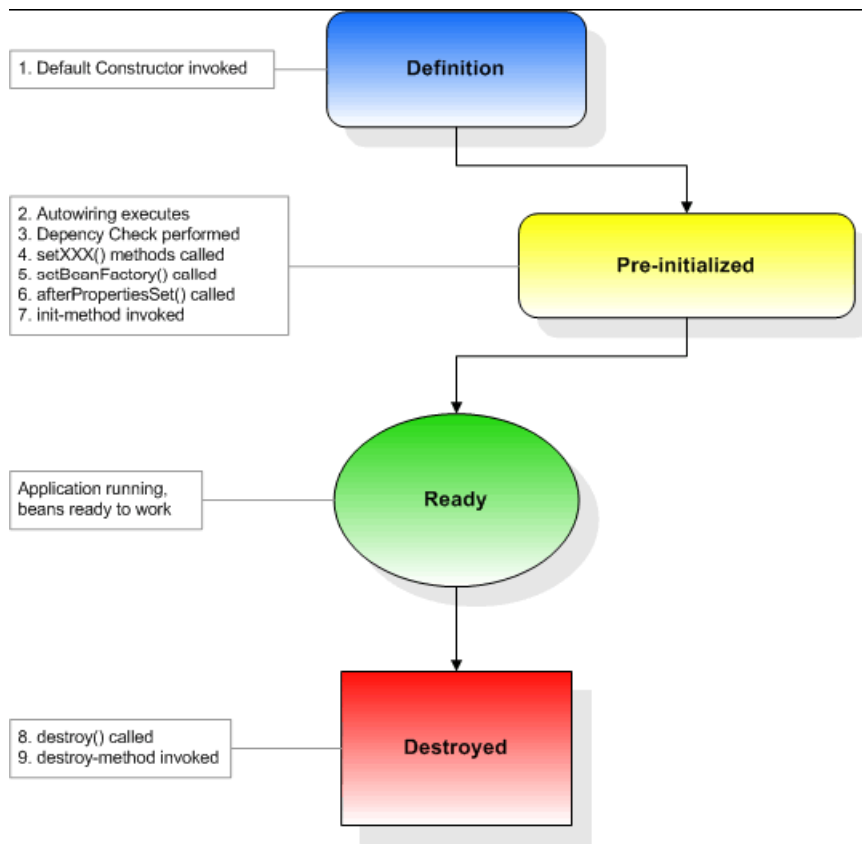 1. Default Constructor invoked
Definition
2. Autowiring executes
3. Depency Check performed
4. setXXX() methods called
5. setBeanFactory() called
6. afterPropertiesSet() called
7. init-method invoked
Pre-initialized
Application running,
beans ready to work
Ready
8. destroy() called
9. destroy-method invoked
Destroyed